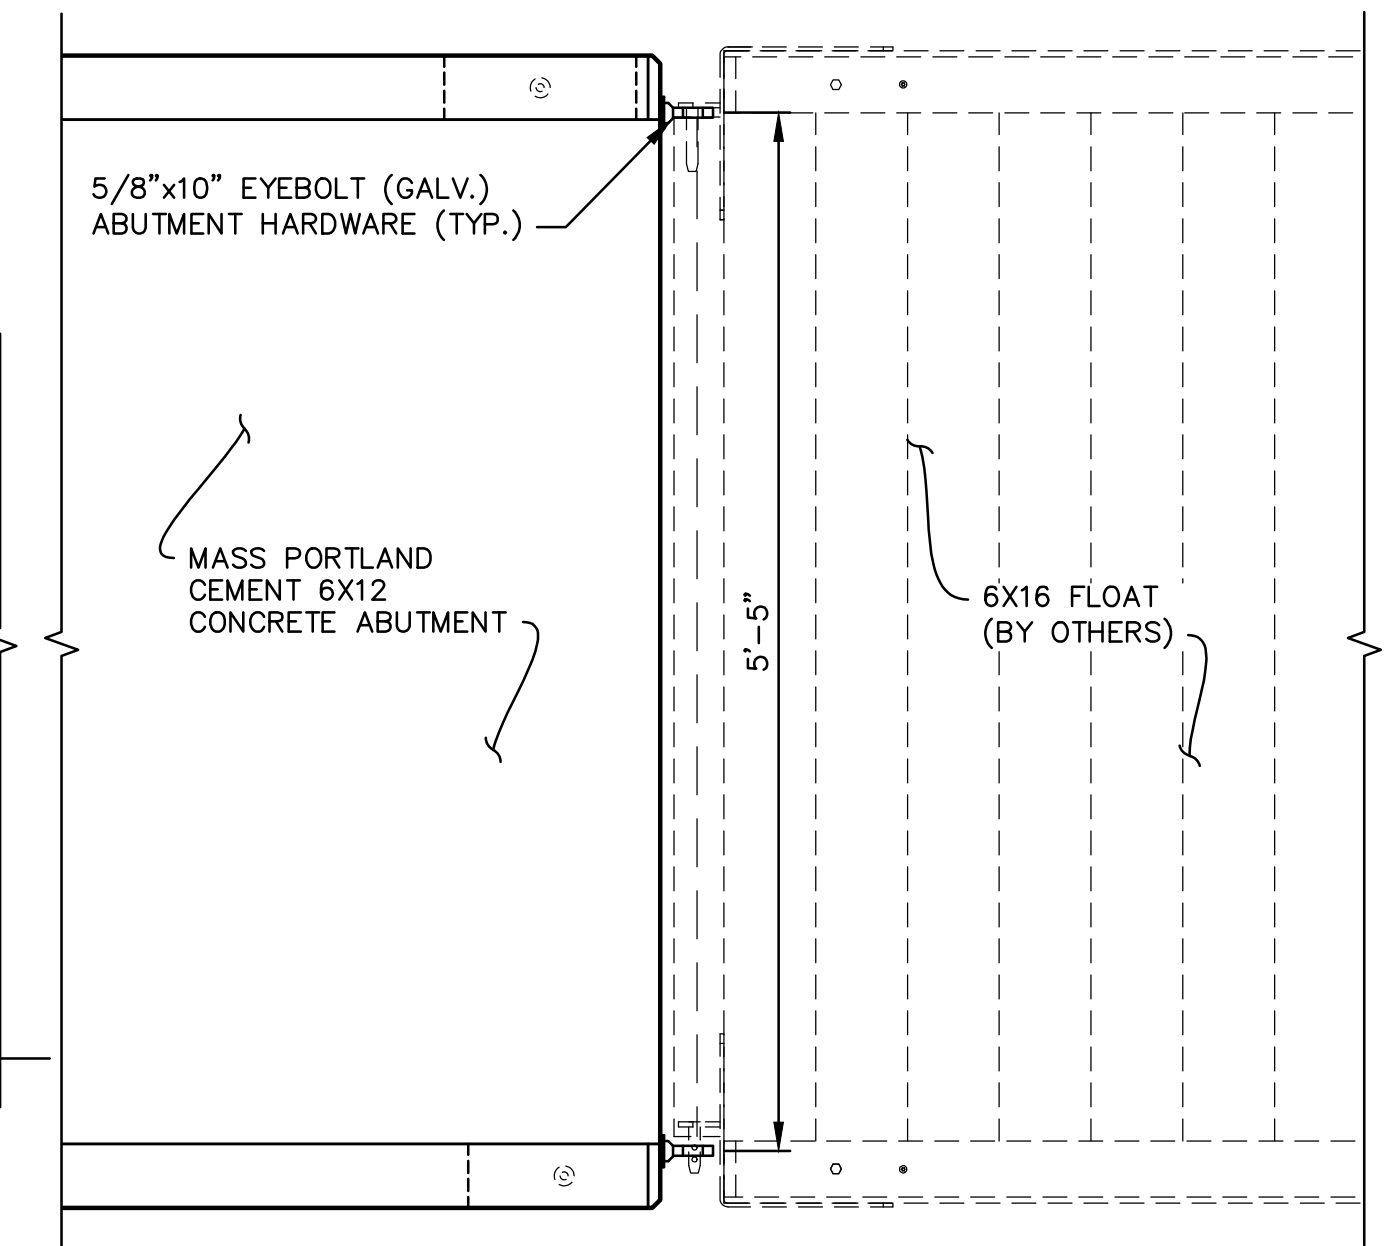 5/8”x10” EYEBOLT (GALV.)
ABUTMENT HARDWARE (TYP.)
MASS PORTLAND
CEMENT 6X12
CONCRETE ABUTMENT
5’–5”
6X16 FLOAT
(BY OTHERS)